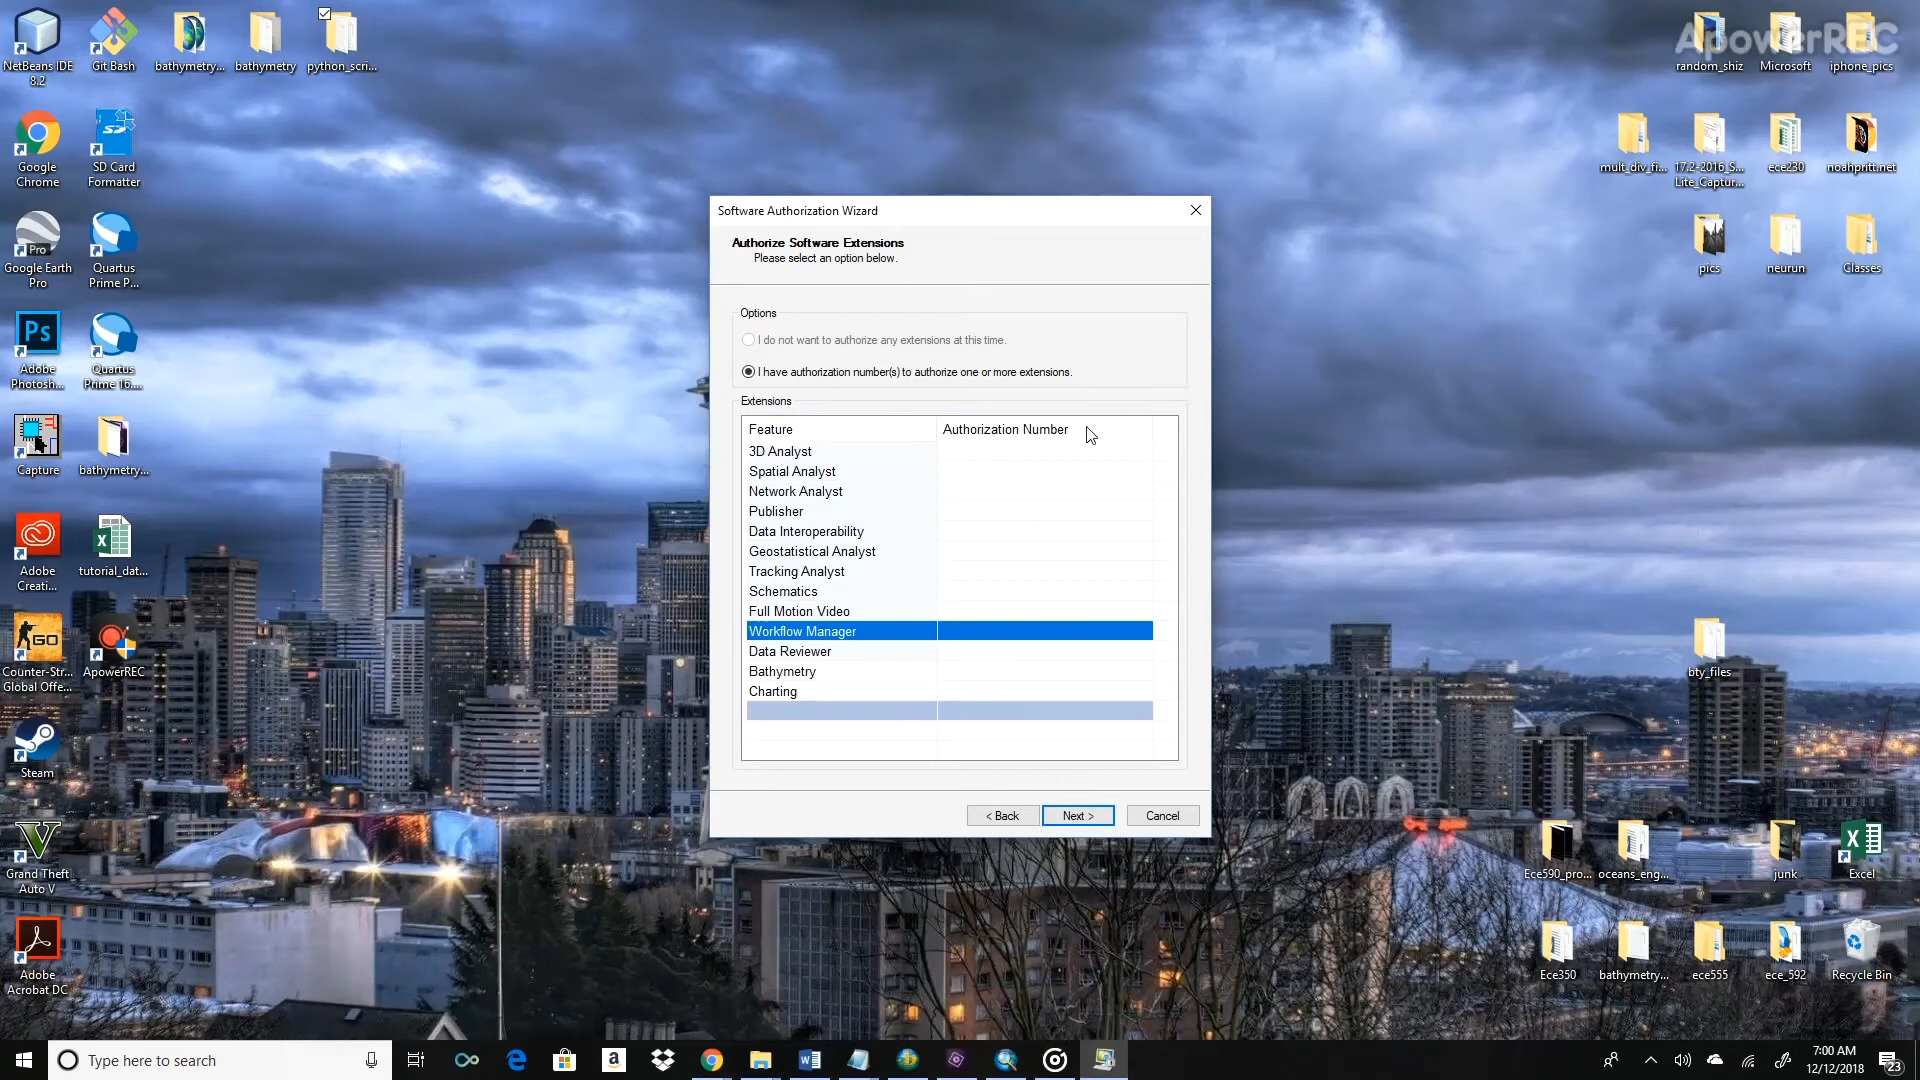 NetBeans IDE
8.2
Git Bash
bathymetry...
bathymetry
python_scri...
ApowerREC
random_shiz
Microsoft
iphone_pics
Google
Chrome
SD Card
Formatter
mult_div_fi...
17.2-2016_S...
Lite_Captur...
ece230
noahpritt.net
Pro
Google Earth
Pro
Quartus
Prime P...
pics
neurun
Classes
Ps
Adobe
Photosh...
Quartus
Prime 16....
Capture
bathymetry...
Adobe
Creati...
tutorial_dat...
GO
Counter-Str...
Global Offe...
ApowerREC
bty_files
Steam
Grand Theft
Auto V
Ece590_pro...
oceans_eng...
junk
Excel
Adobe
Acrobat DC
Ece350
bathymetry...
ece555
ece_592
Recycle Bin
Software Authorization Wizard
Authorize Software Extensions
Please select an option below.
Options
I do not want to authorize any extensions at this time.
I have authorization number(s) to authorize one or more extensions.
Extensions
Feature Authorization Number
3D Analyst
Spatial Analyst
Network Analyst
Publisher
Data Interoperability
Geostatistical Analyst
Tracking Analyst
Schematics
Full Motion Video
Workflow Manager
Data Reviewer
Bathymetry
Charting
< Back Next > Cancel
Type here to search
7:00 AM
12/12/2018
23